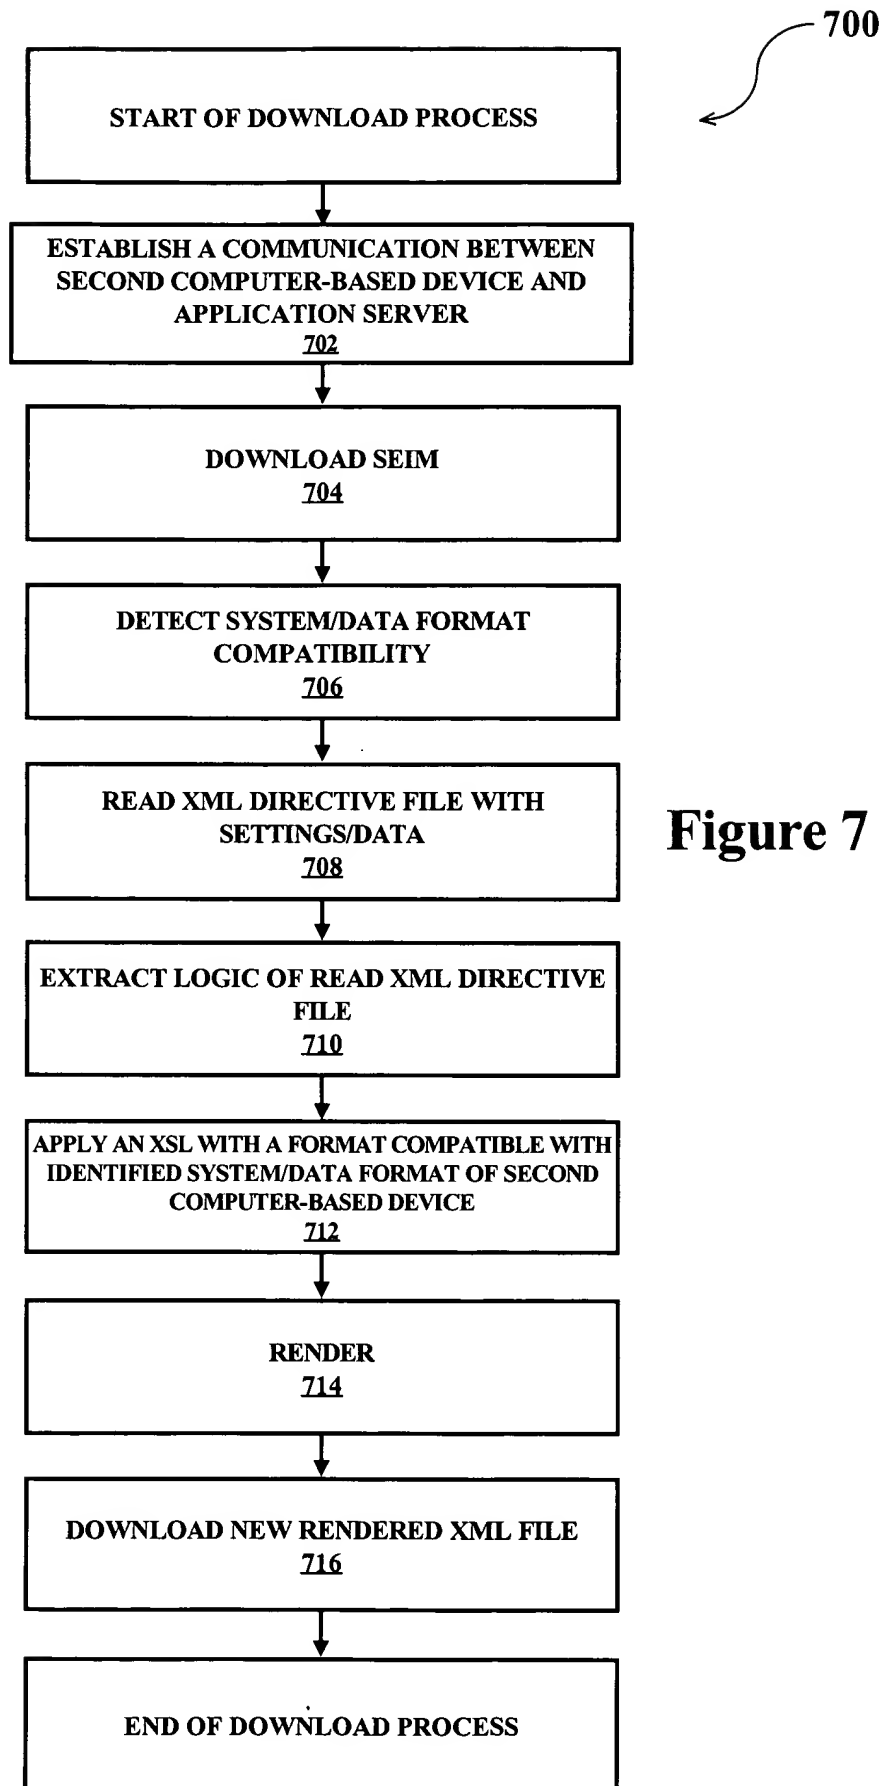 700
START OF DOWNLOAD PROCESS
ESTABLISH A COMMUNICATION BETWEEN
SECOND COMPUTER-BASED DEVICE AND
APPLICATION SERVER
702
DOWNLOAD SEIM
704
DETECT SYSTEM/DATA FORMAT
COMPATIBILITY
706
READ XML DIRECTIVE FILE WITH
SETTINGS/DATA
708
Figure 7
EXTRACT LOGIC OF READ XML DIRECTIVE
FILE
710
APPLY AN XSL WITH A FORMAT COMPATIBLE WITH
IDENTIFIED SYSTEM/DATA FORMAT OF SECOND
COMPUTER-BASED DEVICE
712
RENDER
714
DOWNLOAD NEW RENDERED XML FILE
716
END OF DOWNLOAD PROCESS